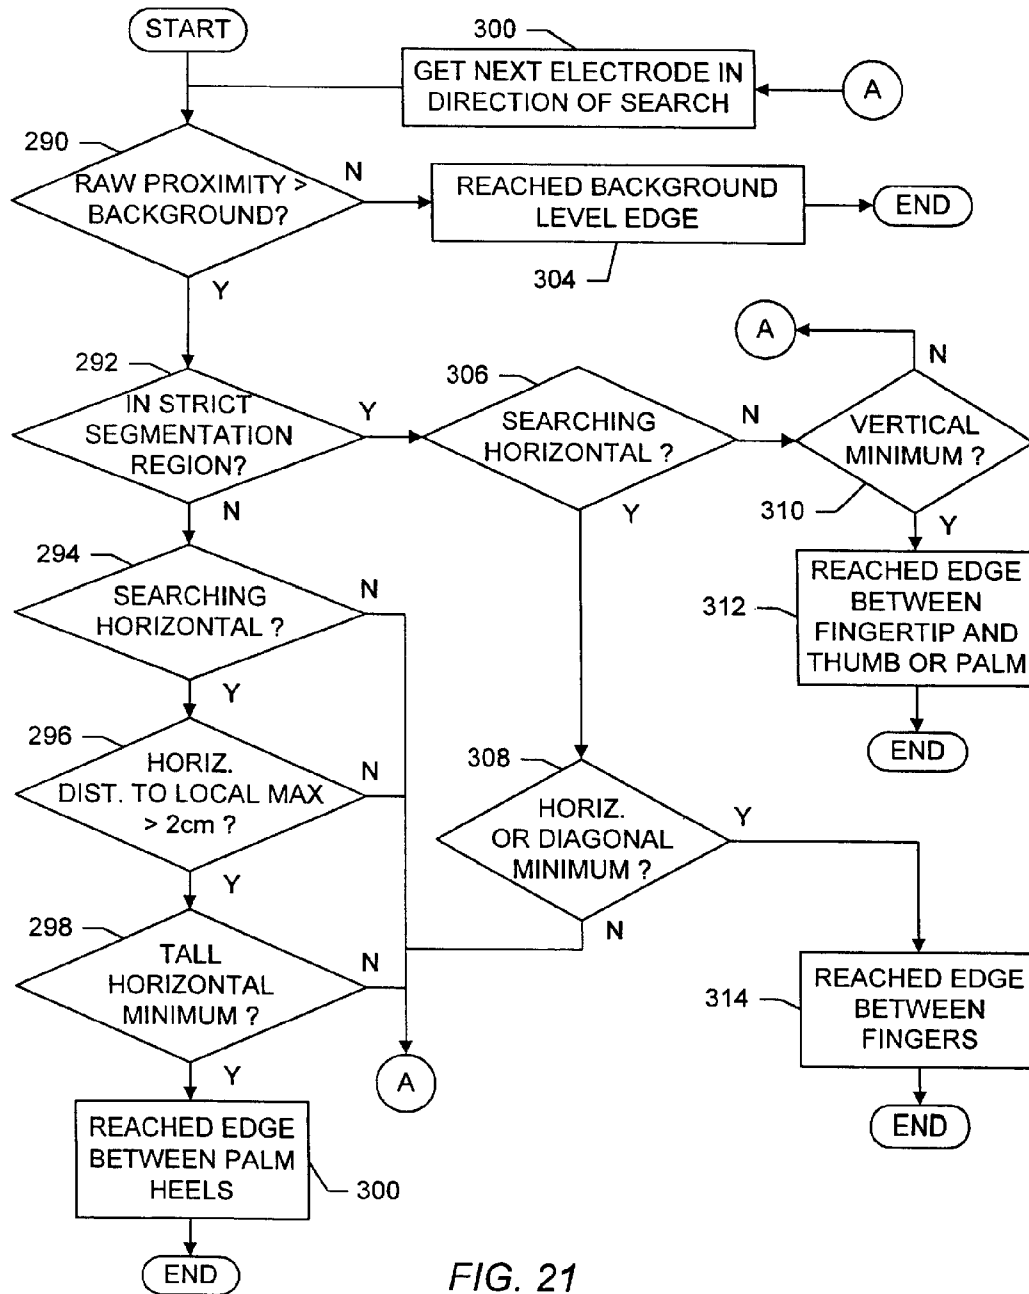 START
300
GET NEXT ELECTRODE IN
DIRECTION OF SEARCH
A
290
RAW PROXIMITY >
BACKGROUND?
N
REACHED BACKGROUND
LEVEL EDGE
END
304
Y
A
N
292
IN STRICT
SEGMENTATION
REGION?
Y
306
SEARCHING
HORIZONTAL ?
N
VERTICAL
MINIMUM ?
310
N
Y
Y
294
SEARCHING
HORIZONTAL ?
N
312
REACHED EDGE
BETWEEN
FINGERTIP AND
THUMB OR PALM
Y
END
296
HORIZ.
DIST. TO LOCAL MAX
> 2cm ?
N
308
HORIZ.
OR DIAGONAL
MINIMUM ?
Y
Y
N
298
TALL
HORIZONTAL
MINIMUM ?
N
314
REACHED EDGE
BETWEEN
FINGERS
Y
A
END
REACHED EDGE
BETWEEN PALM
HEELS
300
END
FIG. 21